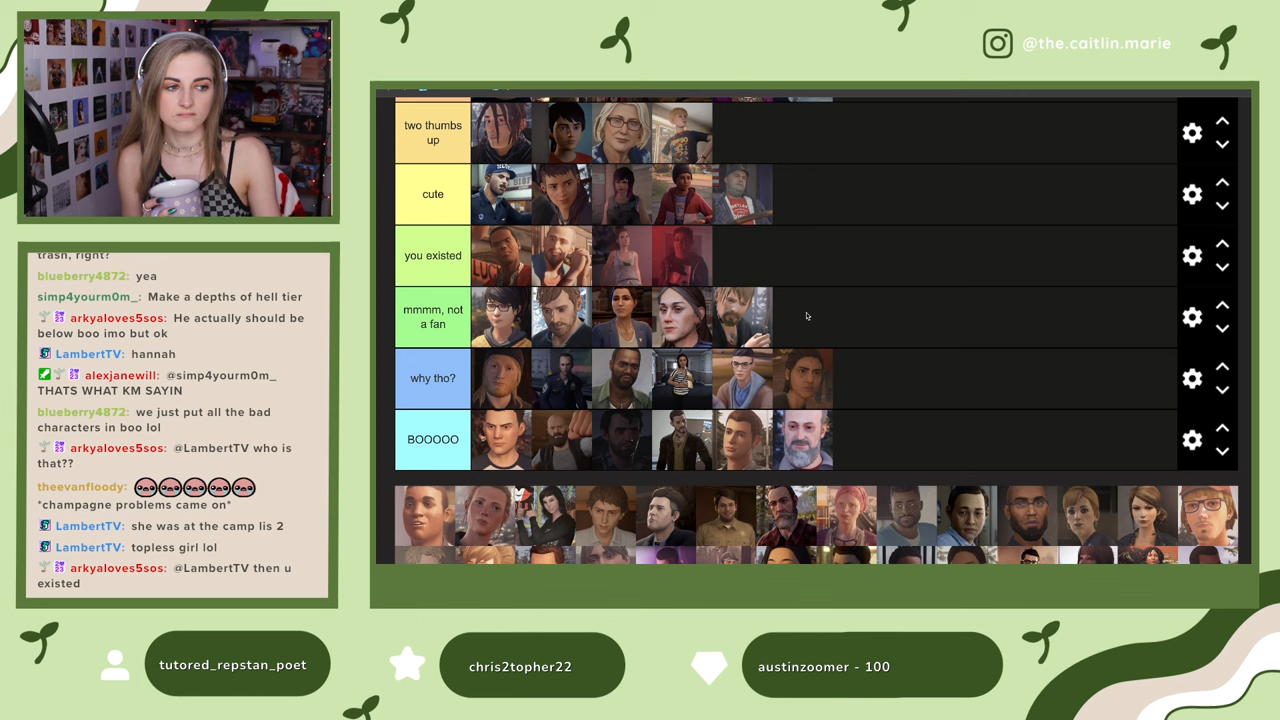 @the.caitlin.marie
two thumbs
up
cute
you existed
mmmm, not
a fan
why tho?
BOOOOO
trash, right?
blueberry4872: yea
simp4yourm0m_: Make a depths of hell tier
arkyaloves5sos: He actually should be
below boo imo but ok
LambertTV: hannah
alexjanewill: @simp4yourm0m_
THATS WHAT KM SAYIN
blueberry4872: we just put all the bad
characters in boo lol
arkyaloves5sos: @LambertTV who is
that??
theevanfloody:
*champagne problems came on*
LambertTV: she was at the camp lis 2
LambertTV: topless girl lol
arkyaloves5sos: @LambertTV then u
existed
tutored_repstan_poet
chris2topher22
austinzoomer - 100